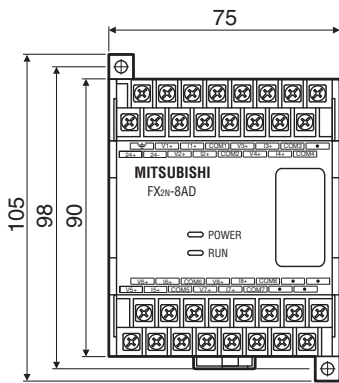 75
105
98
90
⏚ V1+ I1+ COM1 V3+ I3+ COM3 •
24+ 24- V2+ I2+ COM2 V4+ I4+ COM4
MITSUBISHI
FX2N-8AD
POWER
RUN
V6+ I6+ COM6 V8+ I8+ COM8 • •
V5+ I5+ COM5 V7+ I7+ COM7 • •